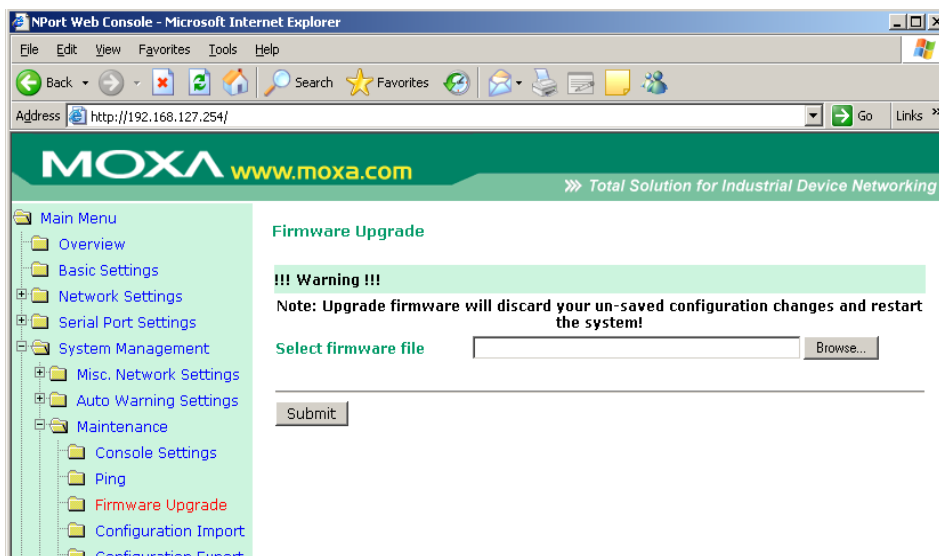 NPort Web Console - Microsoft Internet Explorer
File Edit View Favorites Tools Help
Back Search Favorites
Address http://192.168.127.254/ Go Links »
MOXA www.moxa.com
Total Solution for Industrial Device Networking
Main Menu
Overview
Basic Settings
Network Settings
Serial Port Settings
System Management
Misc. Network Settings
Auto Warning Settings
Maintenance
Console Settings
Ping
Firmware Upgrade
Configuration Import
Configuration Export
Firmware Upgrade
!!! Warning !!!
Note: Upgrade firmware will discard your un-saved configuration changes and restart
the system!
Select firmware file Browse...
Submit